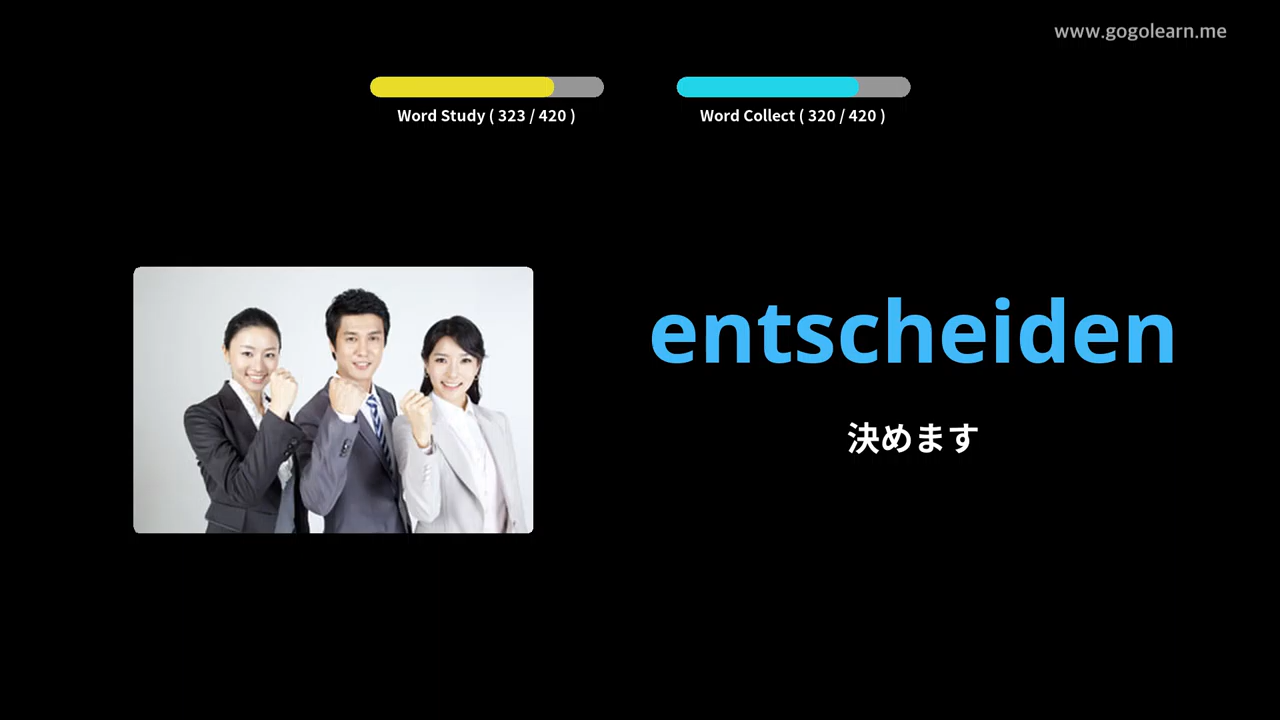 www.gogolearn.me
Word Study ( 323 / 420 )
Word Collect ( 320 / 420 )
entscheiden
決めます